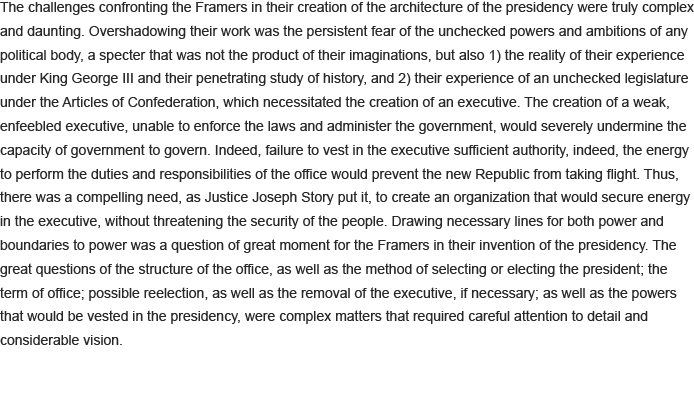 The challenges confronting the Framers in their creation of the architecture of the presidency were truly complex
and daunting. Overshadowing their work was the persistent fear of the unchecked powers and ambitions of any
political body, a specter that was not the product of their imaginations, but also 1) the reality of their experience
under King George III and their penetrating study of history, and 2) their experience of an unchecked legislature
under the Articles of Confederation, which necessitated the creation of an executive. The creation of a weak,
enfeebled executive, unable to enforce the laws and administer the government, would severely undermine the
capacity of government to govern. Indeed, failure to vest in the executive sufficient authority, indeed, the energy
to perform the duties and responsibilities of the office would prevent the new Republic from taking flight. Thus,
there was a compelling need, as Justice Joseph Story put it, to create an organization that would secure energy
in the executive, without threatening the security of the people. Drawing necessary lines for both power and
boundaries to power was a question of great moment for the Framers in their invention of the presidency. The
great questions of the structure of the office, as well as the method of selecting or electing the president; the
term of office; possible reelection, as well as the removal of the executive, if necessary; as well as the powers
that would be vested in the presidency, were complex matters that required careful attention to detail and
considerable vision.